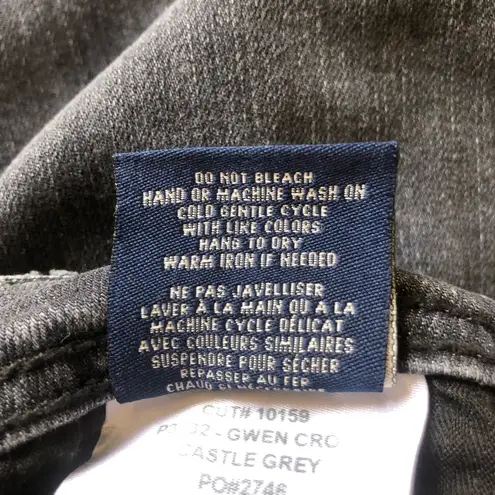 DO NOT BLEACH
HAND OR MACHINE WASH ON
COLD GENTLE CYCLE
WITH LIKE COLORS
HANG TO DRY
WARM IRON IF NEEDED
NE PAS JAVELLISER
LAVER À LA MAIN OU À LA
MACHINE CYCLE DÉLICAT
AVEC COULEURS SIMILAIRES
SUSPENDRE POUR SÉCHER
REPASSER AU FER
CHAUD
CUT# 10159
GWEN CRO
CASTLE GREY
PO#2746